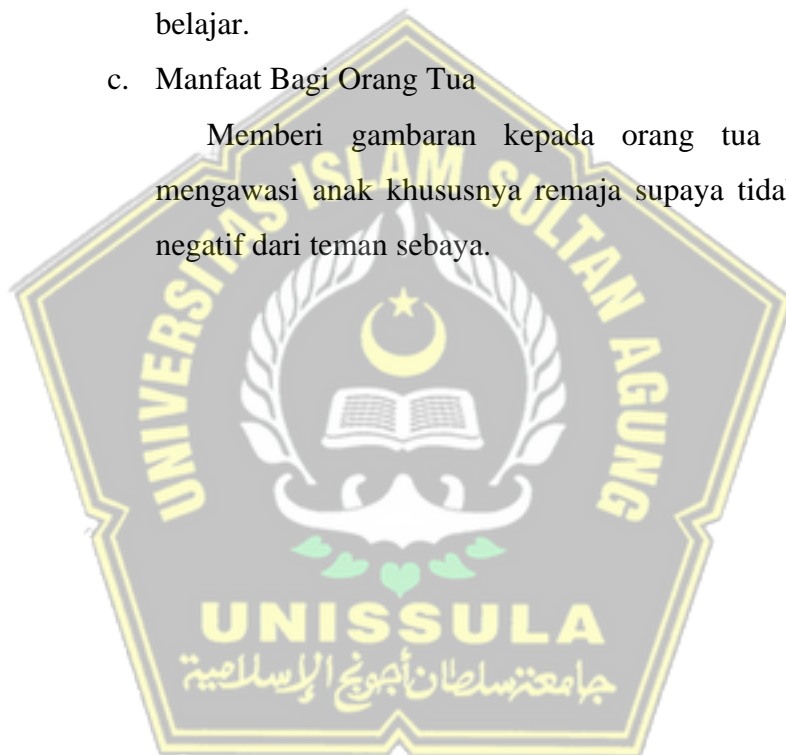 belajar.
c. Manfaat Bagi Orang Tua
Memberi gambaran kepada orang tua
mengawasi anak khususnya remaja supaya tida
negatif dari teman sebaya.
UNIVERSITAS ISLAM SULTAN AGUNG
UNISSULA
جامعة سلطان أجونج الإسلامية